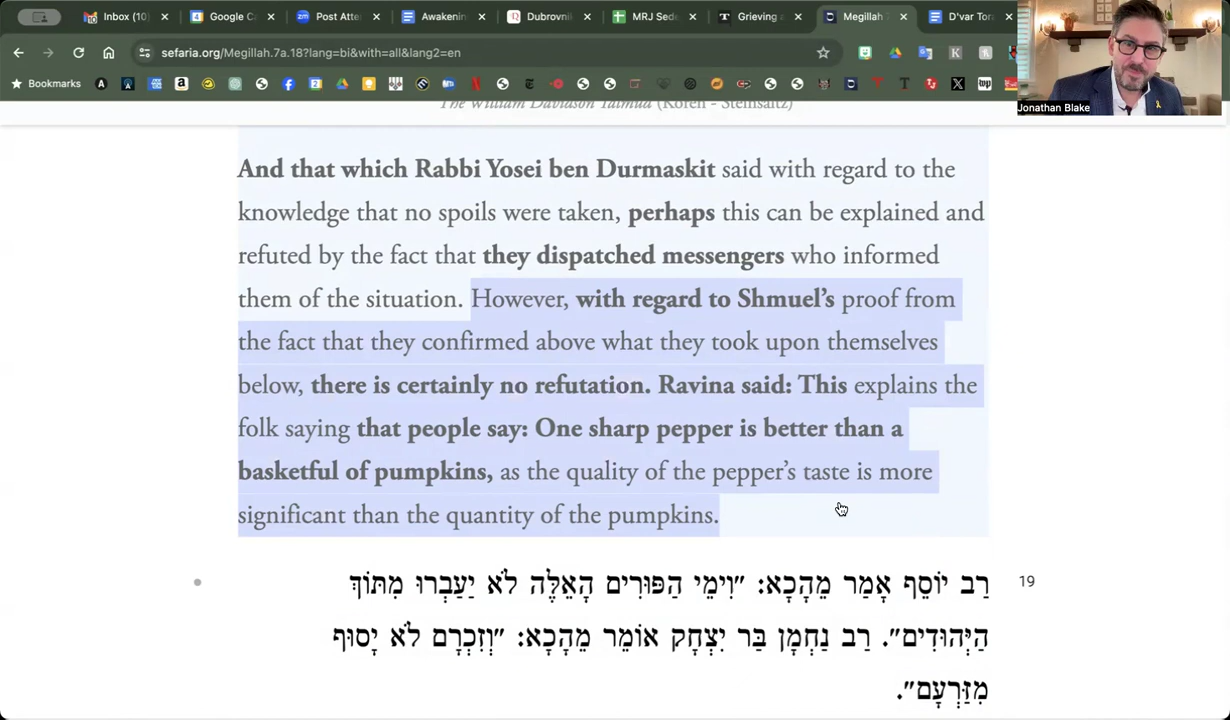 Inbox (10)
Google C
Post Atte
Awakenin
Dubrovni
MRJ Sede
Grieving a
Megillah 7
D'var Tora
sefaria.org/Megillah.7a.18?lang=bi&with=all&lang2=en
Bookmarks
Jonathan Blake
The William Davidson Talmud (Koren - Steinsaltz)
And that which Rabbi Yosei ben Durmaskit said with regard to the
knowledge that no spoils were taken, perhaps this can be explained and
refuted by the fact that they dispatched messengers who informed
them of the situation. However, with regard to Shmuel's proof from
the fact that they confirmed above what they took upon themselves
below, there is certainly no refutation. Ravina said: This explains the
folk saying that people say: One sharp pepper is better than a
basketful of pumpkins, as the quality of the pepper's taste is more
significant than the quantity of the pumpkins.
19
רַב יוֹסֵף אָמַר מֵהָכָא: ״וִימֵי הַפּוּרִים הָאֵלֶּה לֹא יַעַבְרוּ מִתּוֹךְ
הַיְּהוּדִים״. רַב נַחְמָן בַּר יִצְחָק אוֹמֵר מֵהָכָא: ״וְזִכְרָם לֹא יָסוּף
מִזַּרְעָם״.